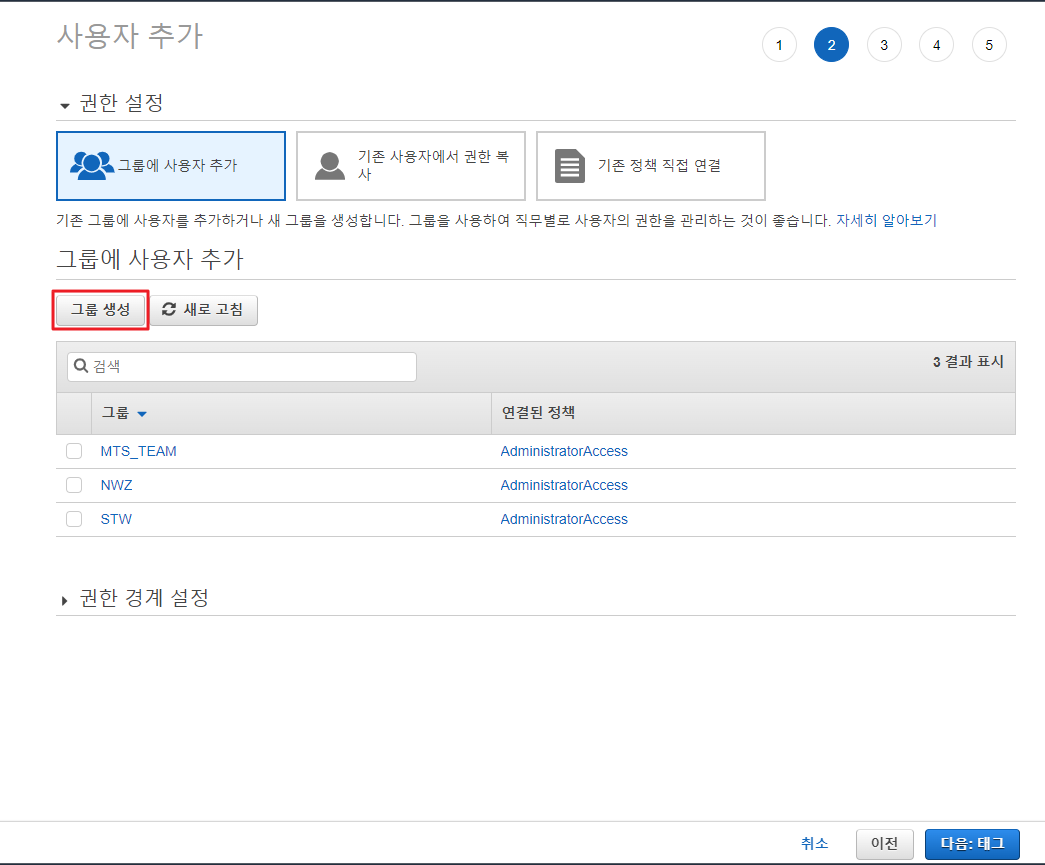 사용자 추가
1 2 3 4 5
권한 설정
그룹에 사용자 추가
기존 사용자에서 권한 복
사
기존 정책 직접 연결
기존 그룹에 사용자를 추가하거나 새 그룹을 생성합니다. 그룹을 사용하여 직무별로 사용자의 권한을 관리하는 것이 좋습니다. 자세히 알아보기
그룹에 사용자 추가
그룹 생성 새로 고침
검색 3 결과 표시
그룹 연결된 정책
MTS_TEAM AdministratorAccess
NWZ AdministratorAccess
STW AdministratorAccess
권한 경계 설정
취소 이전 다음: 태그